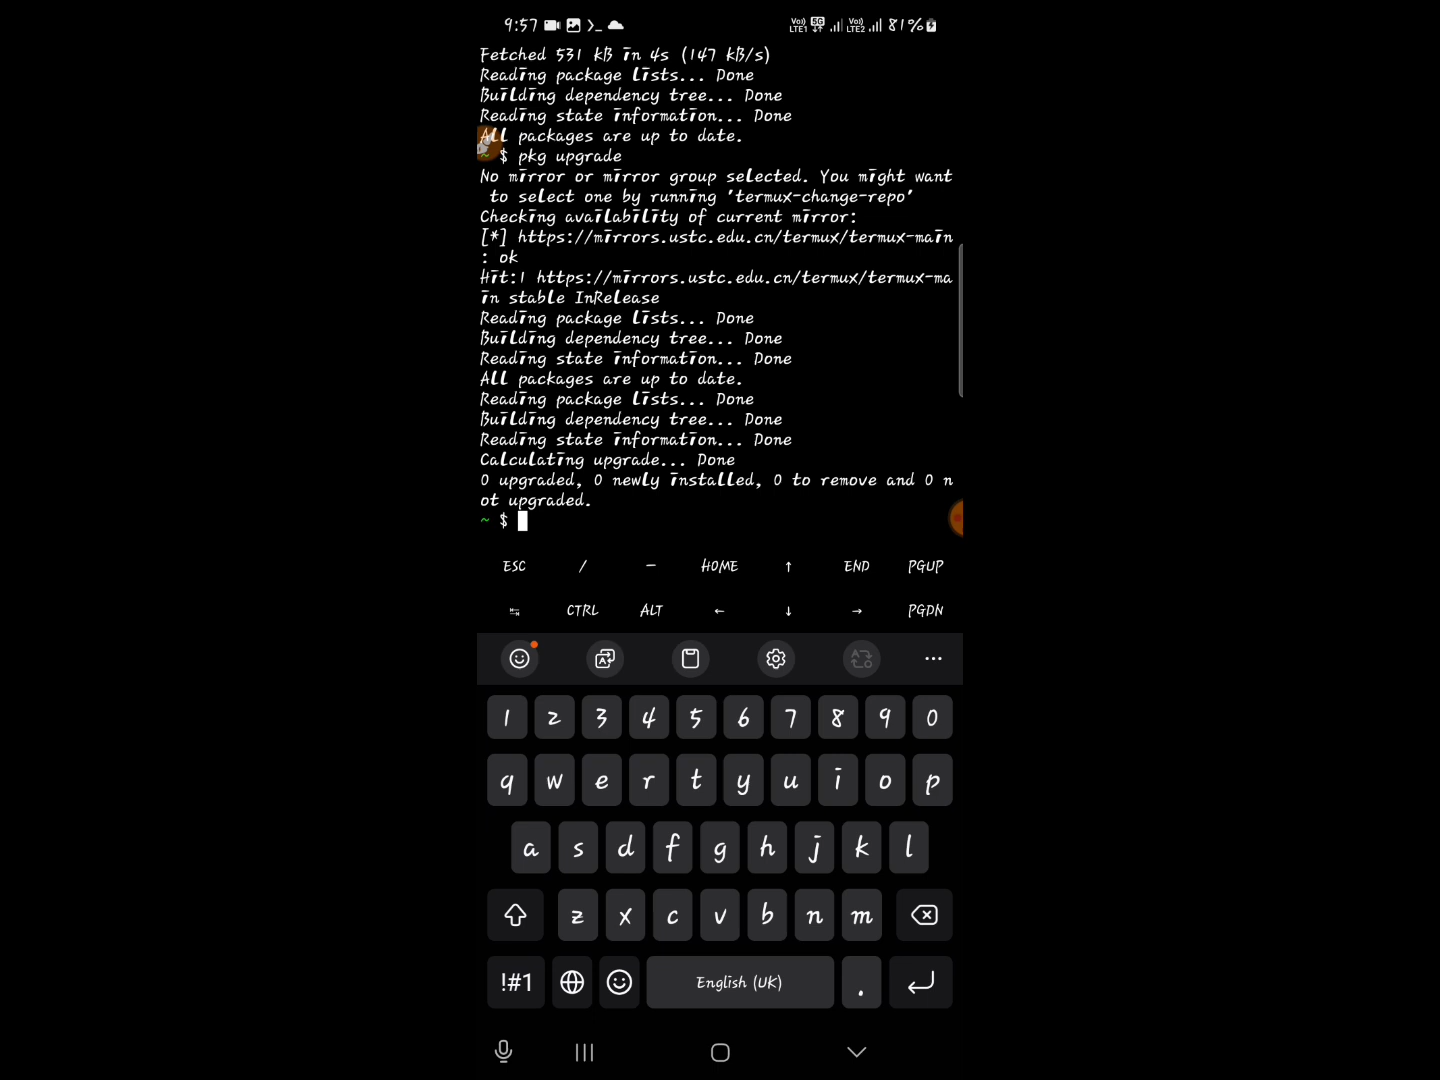 9:57 Vo)) LTE1 5G Vo)) LTE2 81%
Fetched 531 kB in 4s (147 kB/s)
Reading package lists... Done
Building dependency tree... Done
Reading state information... Done
All packages are up to date.
~ $ pkg upgrade
No mirror or mirror group selected. You might want
 to select one by running 'termux-change-repo'
Checking availability of current mirror:
[*] https://mirrors.ustc.edu.cn/termux/termux-main
: ok
Hit:1 https://mirrors.ustc.edu.cn/termux/termux-ma
in stable InRelease
Reading package lists... Done
Building dependency tree... Done
Reading state information... Done
All packages are up to date.
Reading package lists... Done
Building dependency tree... Done
Reading state information... Done
Calculating upgrade... Done
0 upgraded, 0 newly installed, 0 to remove and 0 n
ot upgraded.
~ $
ESC / — HOME ↑ END PGUP
↹ CTRL ALT ← ↓ → PGDN
1 2 3 4 5 6 7 8 9 0
q w e r t y u i o p
a s d f g h j k l
z x c v b n m
!#1 English (UK) .